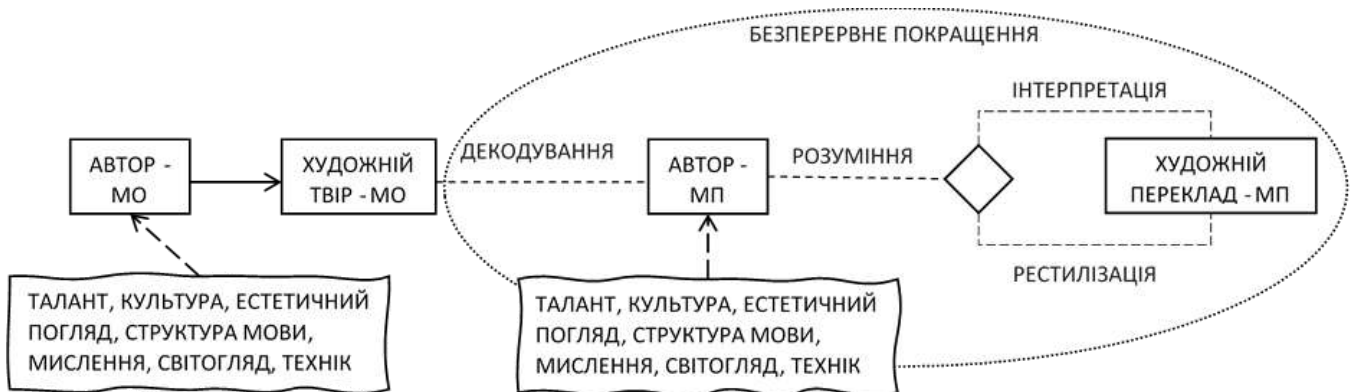 БЕЗПЕРЕРВНЕ ПОКРАЩЕННЯ
ІНТЕРПРЕТАЦІЯ
АВТОР -
МО
ХУДОЖНІЙ
ТВІР - МО
ДЕКОДУВАННЯ
АВТОР -
МП
РОЗУМІННЯ
ХУДОЖНІЙ
ПЕРЕКЛАД - МП
РЕСТИЛІЗАЦІЯ
ТАЛАНТ, КУЛЬТУРА, ЕСТЕТИЧНИЙ
ПОГЛЯД, СТРУКТУРА МОВИ,
МИСЛЕННЯ, СВІТОГЛЯД, ТЕХНІК
ТАЛАНТ, КУЛЬТУРА, ЕСТЕТИЧНИЙ
ПОГЛЯД, СТРУКТУРА МОВИ,
МИСЛЕННЯ, СВІТОГЛЯД, ТЕХНІК